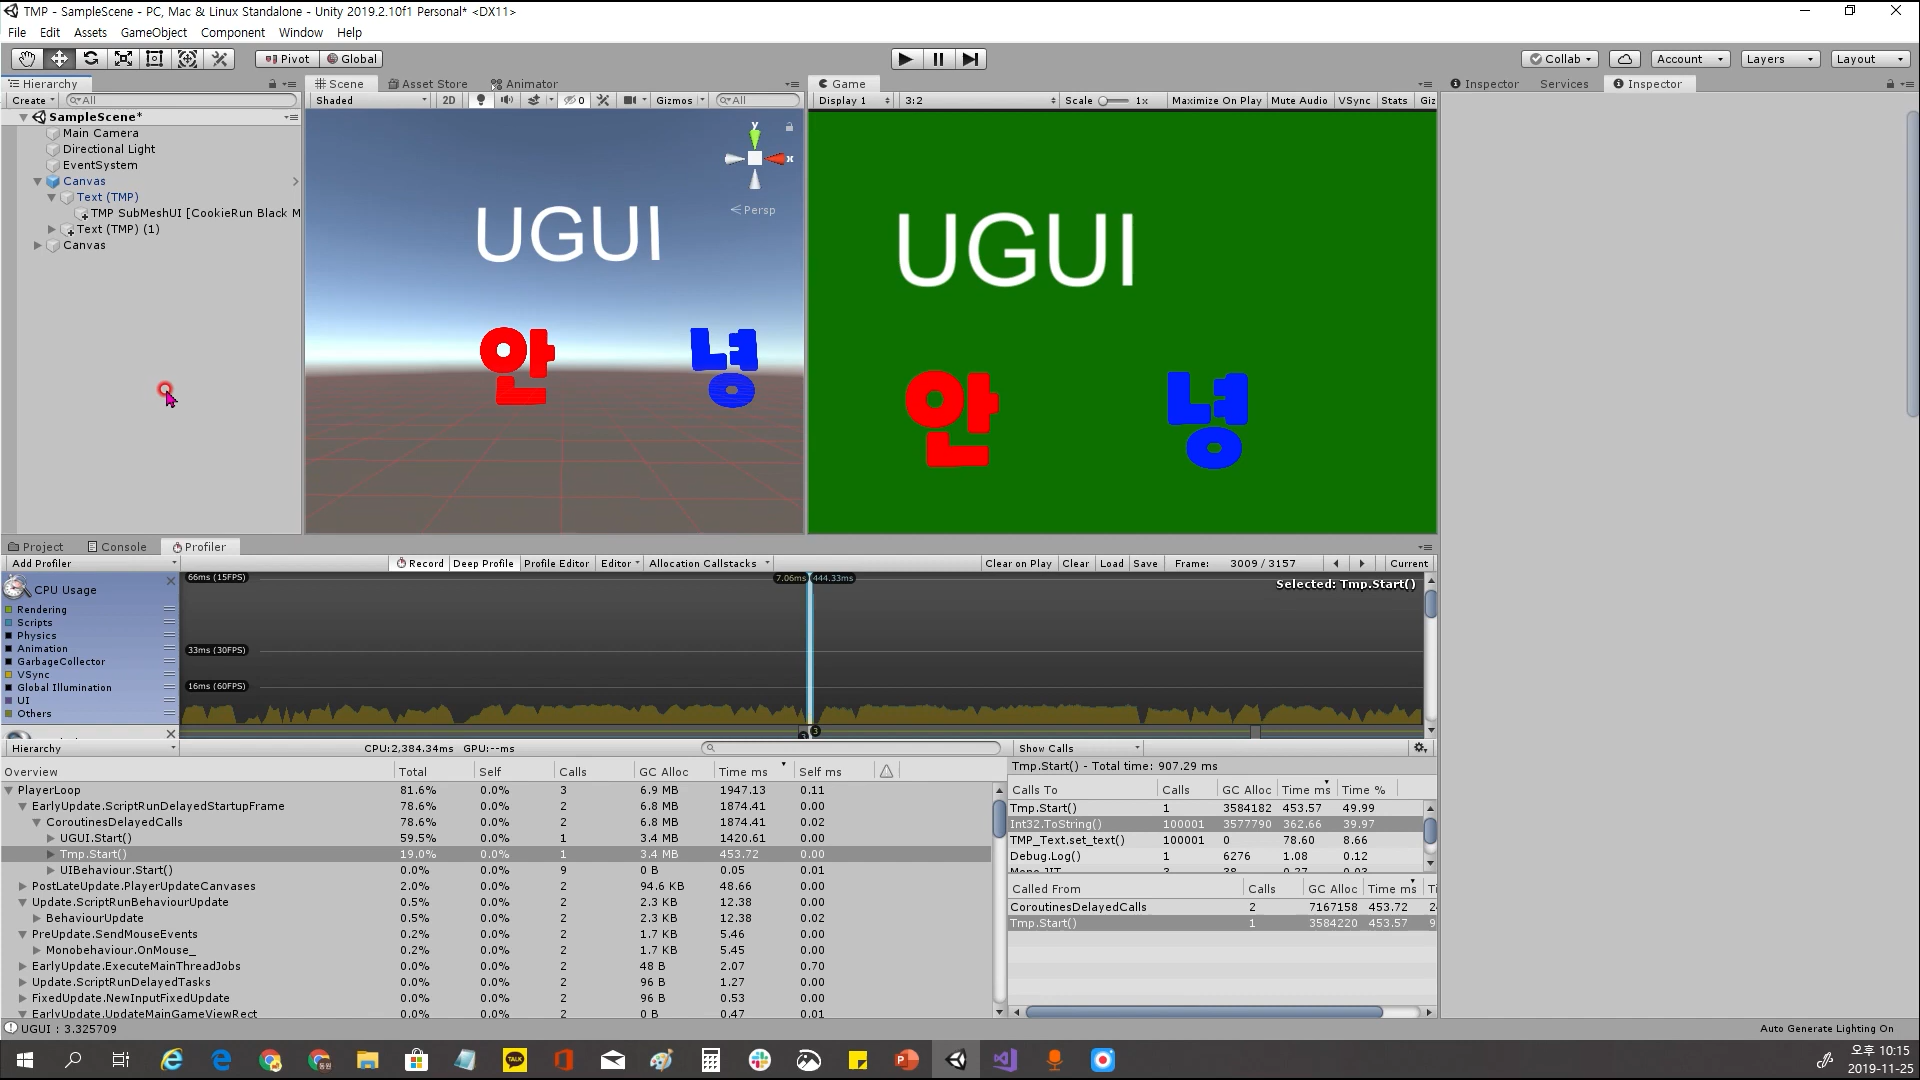 TMP - SampleScene - PC, Mac & Linux Standalone - Unity 2019.2.10f1 Personal* <DX11>
File Edit Assets GameObject Component Window Help
Pivot Global Collab Account Layers Layout
Hierarchy Scene Asset Store Animator Game Inspector Services Inspector
Create All Shaded 2D 0 Gizmos All Display 1 3:2 Scale 1x Maximize On Play Mute Audio VSync Stats Giz
SampleScene*
Main Camera
Directional Light
EventSystem
Canvas
Text (TMP)
TMP SubMeshUI [CookieRun Black M
Text (TMP) (1)
Canvas
y
x
Persp
UGUI
안 녕
UGUI
안 녕
Project Console Profiler
Add Profiler Record Deep Profile Profile Editor Editor Allocation Callstacks Clear on Play Clear Load Save Frame: 3009 / 3157 Current
CPU Usage
Rendering
Scripts
Physics
Animation
GarbageCollector
VSync
Global Illumination
UI
Others
66ms (15FPS)
33ms (30FPS)
16ms (60FPS)
7.06ms 444.33ms
Selected: Tmp.Start()
Hierarchy CPU:2,384.34ms GPU:--ms Show Calls
Overview Total Self Calls GC Alloc Time ms Self ms
PlayerLoop 81.6% 0.0% 3 6.9 MB 1947.13 0.11
EarlyUpdate.ScriptRunDelayedStartupFrame 78.6% 0.0% 2 6.8 MB 1874.41 0.00
CoroutinesDelayedCalls 78.6% 0.0% 2 6.8 MB 1874.41 0.02
UGUI.Start() 59.5% 0.0% 1 3.4 MB 1420.61 0.00
Tmp.Start() 19.0% 0.0% 1 3.4 MB 453.72 0.00
UIBehaviour.Start() 0.0% 0.0% 9 0 B 0.05 0.01
PostLateUpdate.PlayerUpdateCanvases 2.0% 0.0% 2 94.6 KB 48.66 0.00
Update.ScriptRunBehaviourUpdate 0.5% 0.0% 2 2.3 KB 12.38 0.00
BehaviourUpdate 0.5% 0.0% 2 2.3 KB 12.38 0.02
PreUpdate.SendMouseEvents 0.2% 0.0% 2 1.7 KB 5.46 0.00
Monobehaviour.OnMouse_ 0.2% 0.0% 2 1.7 KB 5.45 0.00
EarlyUpdate.ExecuteMainThreadJobs 0.0% 0.0% 2 48 B 2.07 0.70
Update.ScriptRunDelayedTasks 0.0% 0.0% 2 96 B 1.27 0.00
FixedUpdate.NewInputFixedUpdate 0.0% 0.0% 2 96 B 0.53 0.00
EarlyUpdate.UpdateMainGameViewRect 0.0% 0.0% 2 0 B 0.47 0.01
Tmp.Start() - Total time: 907.29 ms
Calls To Calls GC Alloc Time ms Time %
Tmp.Start() 1 3584182 453.57 49.99
Int32.ToString() 100001 3577790 362.66 39.97
TMP_Text.set_text() 100001 0 78.60 8.66
Debug.Log() 1 6276 1.08 0.12
Mono.JIT 3 38 0.27 0.03
Called From Calls GC Alloc Time ms Ti
CoroutinesDelayedCalls 2 7167158 453.72 2
Tmp.Start() 1 3584220 453.57 9
UGUI : 3.325709
Auto Generate Lighting On
TALK
오후 10:15
2019-11-25